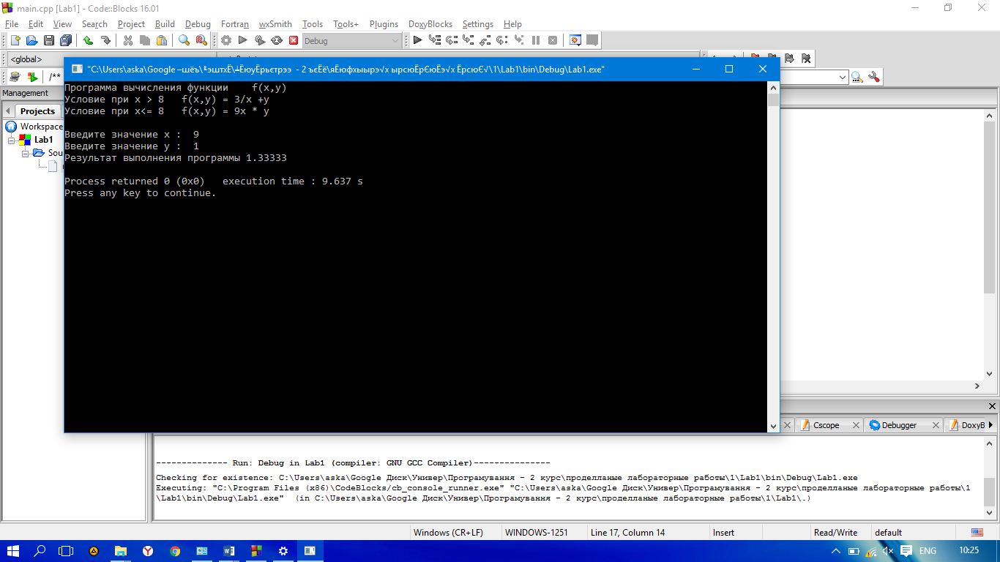 main.cpp [Lab1] - Code::Blocks 16.01
File Edit View Search Project Build Debug Fortran wxSmith Tools Tools+ Plugins DoxyBlocks Settings Help
Debug
<global>
"C:\Users\aska\Google –шёъ\╘эштхЁ\╧ЁюуЁрьєтрээ - 2 ъєЁё\яЁюфхыырэ√х ырсюЁрЄюЁэ√х ЁрсюЄ√\1\Lab1\bin\Debug\Lab1.exe"
/**
Management
Projects
Workspace
Lab1
Sou
Программа вычисления функции    f(x,y)
Условие при x > 8   f(x,y) = 3/x +y
Условие при x<= 8   f(x,y) = 9x * y
Введите значение x :  9
Введите значение y :  1
Результат выполнения программы 1.33333
Process returned 0 (0x0)   execution time : 9.637 s
Press any key to continue.
Cscope Debugger DoxyB
-------------- Run: Debug in Lab1 (compiler: GNU GCC Compiler)---------------
Checking for existence: C:\Users\aska\Google Диск\Универ\Програмування - 2 курс\проделланые лабораторные работы\1\Lab1\bin\Debug\Lab1.exe
Executing: "C:\Program Files (x86)\CodeBlocks/cb_console_runner.exe" "C:\Users\aska\Google Диск\Универ\Програмування - 2 курс\проделланые лабораторные работы\1
\Lab1\bin\Debug\Lab1.exe"  (in C:\Users\aska\Google Диск\Универ\Програмування - 2 курс\проделланые лабораторные работы\1\Lab1\.)
Windows (CR+LF) WINDOWS-1251 Line 17, Column 14 Insert Read/Write default
ENG 10:25